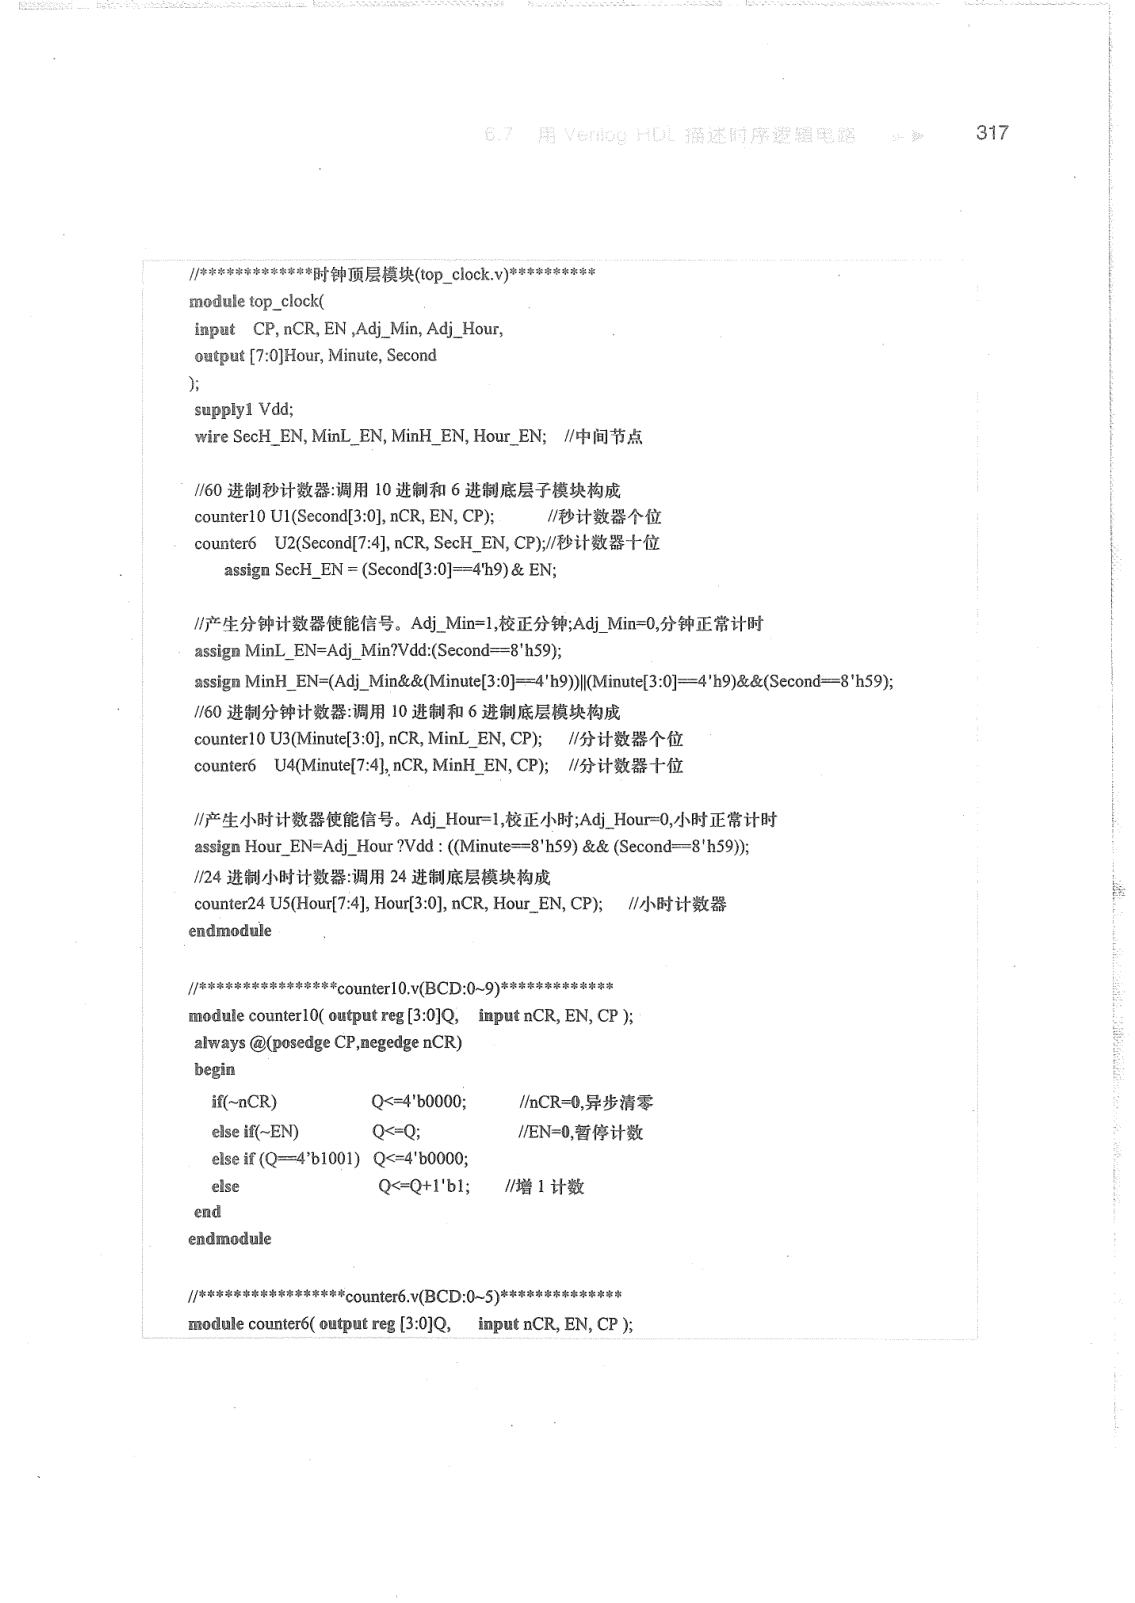 6.7 用 Verilog HDL 描述时序逻辑电路 317
//*************时钟顶层模块(top_clock.v)**********
module top_clock(
input CP, nCR, EN ,Adj_Min, Adj_Hour,
output [7:0]Hour, Minute, Second
);
supply1 Vdd;
wire SecH_EN, MinL_EN, MinH_EN, Hour_EN; //中间节点
//60 进制秒计数器:调用 10 进制和 6 进制底层子模块构成
counter10 U1(Second[3:0], nCR, EN, CP); //秒计数器个位
counter6 U2(Second[7:4], nCR, SecH_EN, CP);//秒计数器十位
assign SecH_EN = (Second[3:0]==4'h9) & EN;
//产生分钟计数器使能信号。Adj_Min=1,校正分钟;Adj_Min=0,分钟正常计时
assign MinL_EN=Adj_Min?Vdd:(Second==8'h59);
assign MinH_EN=(Adj_Min&&(Minute[3:0]==4'h9))||(Minute[3:0]==4'h9)&&(Second==8'h59);
//60 进制分钟计数器:调用 10 进制和 6 进制底层模块构成
counter10 U3(Minute[3:0], nCR, MinL_EN, CP); //分计数器个位
counter6 U4(Minute[7:4], nCR, MinH_EN, CP); //分计数器十位
//产生小时计数器使能信号。Adj_Hour=1,校正小时;Adj_Hour=0,小时正常计时
assign Hour_EN=Adj_Hour ?Vdd : ((Minute==8'h59) && (Second==8'h59));
//24 进制小时计数器:调用 24 进制底层模块构成
counter24 U5(Hour[7:4], Hour[3:0], nCR, Hour_EN, CP); //小时计数器
endmodule
//****************counter10.v(BCD:0~9)*************
module counter10( output reg [3:0]Q, input nCR, EN, CP );
always @(posedge CP,negedge nCR)
begin
if(~nCR) Q<=4'b0000; //nCR=0,异步清零
else if(~EN) Q<=Q; //EN=0,暂停计数
else if (Q==4’b1001) Q<=4'b0000;
else Q<=Q+1'b1; //增 1 计数
end
endmodule
//*****************counter6.v(BCD:0~5)**************
module counter6( output reg [3:0]Q, input nCR, EN, CP );